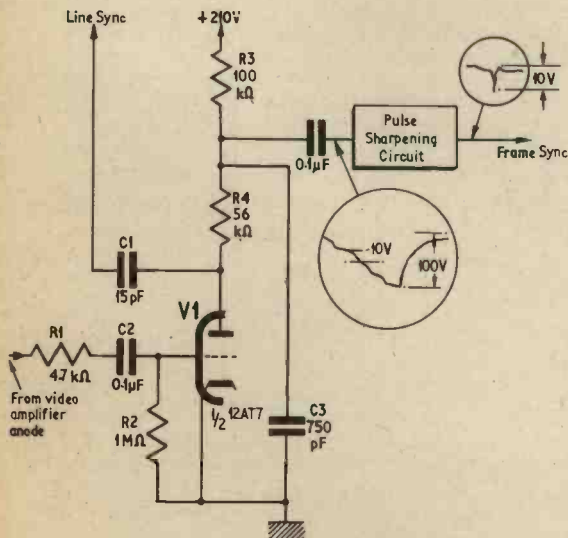 Line Sync
+210V
R3
100
kΩ
10V
0·1μF
Pulse
Sharpening
Circuit
Frame Sync
R4
56
kΩ
-10V
100V
C1
15pF
V1
R1
4·7 kΩ
C2
0·1μF
From video
amplifier
anode
R2
1MΩ
1/2 12AT7
C3
750
pF